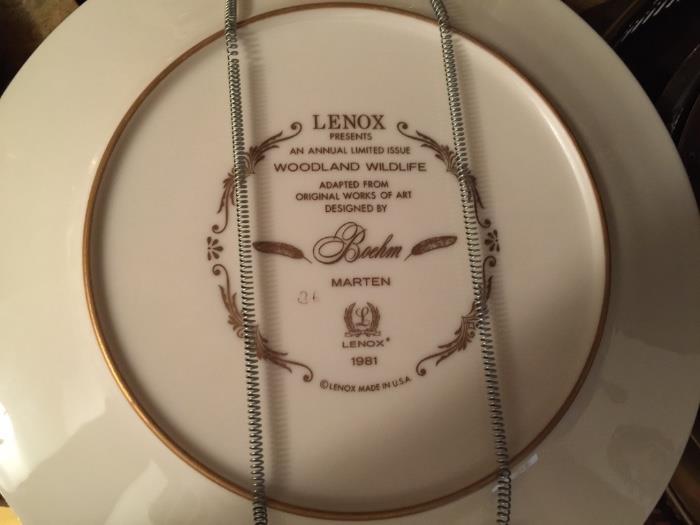 LENOX
PRESENTS
AN ANNUAL LIMITED ISSUE
WOODLAND WILDLIFE
ADAPTED FROM
ORIGINAL WORKS OF ART
DESIGNED BY
Boehm
MARTEN
L
LENOX®
1981
©LENOX MADE IN U.S.A.